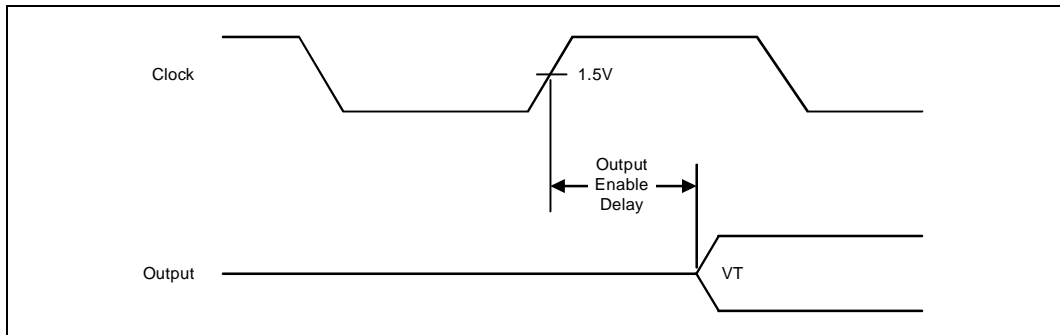 Clock
1.5V
Output
Enable
Delay
Output
VT